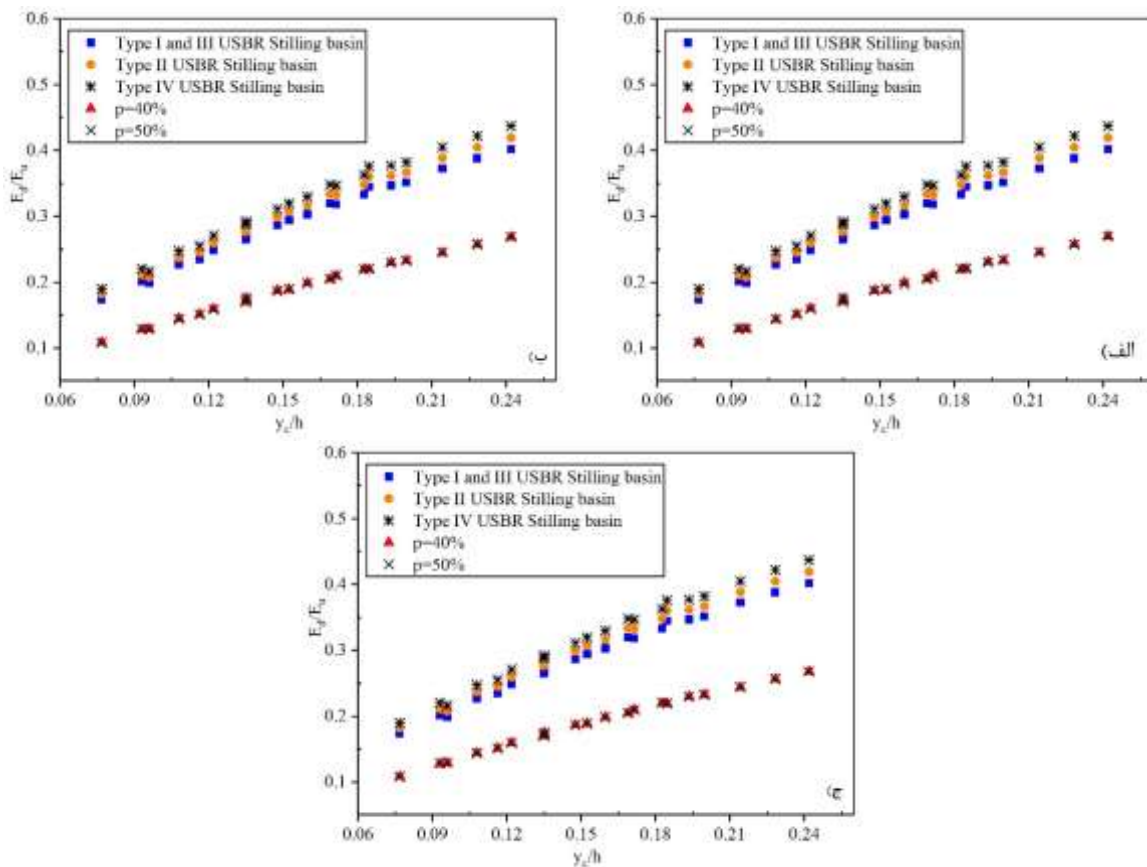 0.6
0.5
0.4
0.3
0.2
0.1
E_d/E_u
Type I and III USBR Stilling basin
Type II USBR Stilling basin
Type IV USBR Stilling basin
p=40%
p=50%
ب)
0.06 0.09 0.12 0.15 0.18 0.21 0.24
y_c/h
0.6
0.5
0.4
0.3
0.2
0.1
E_d/E_u
Type I and III USBR Stilling basin
Type II USBR Stilling basin
Type IV USBR Stilling basin
p=40%
p=50%
الف)
0.06 0.09 0.12 0.15 0.18 0.21 0.24
y_c/h
0.6
0.5
0.4
0.3
0.2
0.1
E_d/E_u
Type I and III USBR Stilling basin
Type II USBR Stilling basin
Type IV USBR Stilling basin
p=40%
p=50%
ج)
0.06 0.09 0.12 0.15 0.18 0.21 0.24
y_c/h